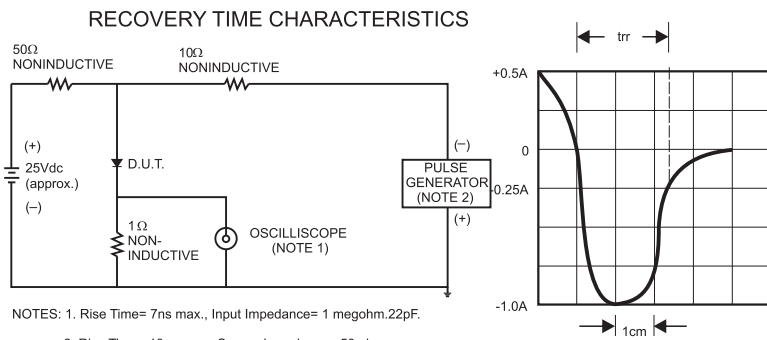 RECOVERY TIME CHARACTERISTICS
50Ω
NONINDUCTIVE
10Ω
NONINDUCTIVE
trr
+0.5A
(+)
25Vdc
(approx.)
(–)
D.U.T.
1Ω
NON-
INDUCTIVE
OSCILLISCOPE
(NOTE 1)
(–)
PULSE
GENERATOR
(NOTE 2)
(+)
0
-0.25A
-1.0A
1cm
NOTES: 1. Rise Time= 7ns max., Input Impedance= 1 megohm.22pF.